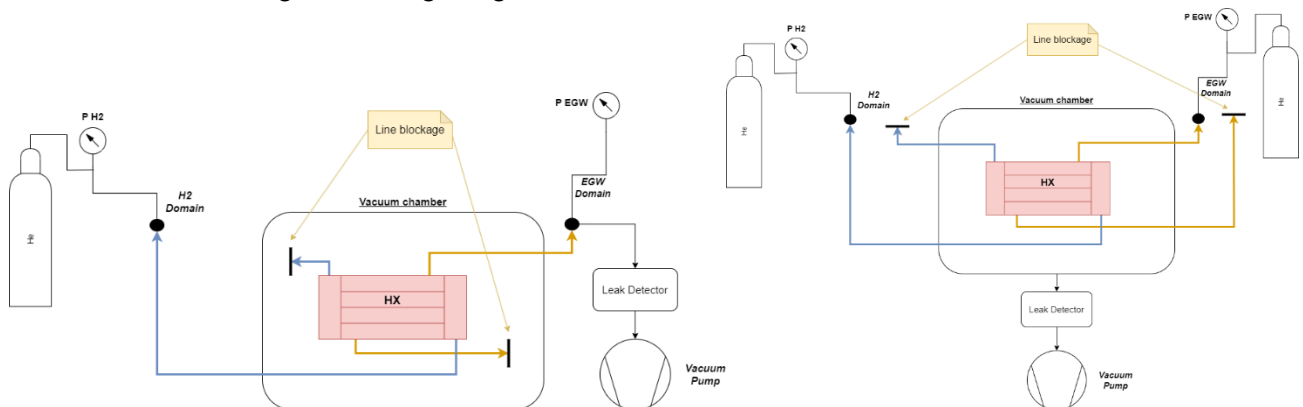 P H2
Line blockage
P EGW
He
H2
Domain
EGW
Domain
Vacuum chamber
HX
Leak Detector
Vacuum
Pump
P H2
Line blockage
P EGW
He
H2
Domain
EGW
Domain
He
Vacuum chamber
HX
Leak Detector
Vacuum
Pump